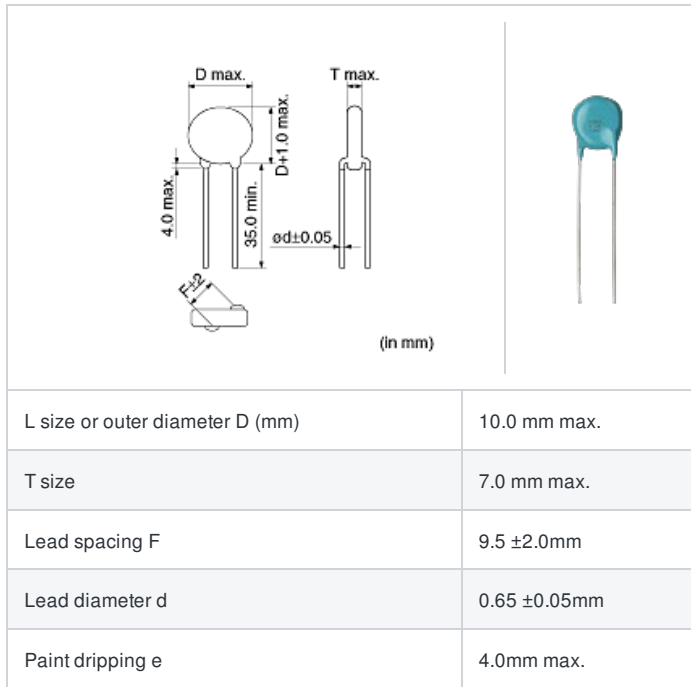 D max.
T max.
D+1.0 max.
4.0 max.
35.0 min.
ød±0.05
F±2
(in mm)
L size or outer diameter D (mm) 10.0 mm max.
T size 7.0 mm max.
Lead spacing F 9.5 ±2.0mm
Lead diameter d 0.65 ±0.05mm
Paint dripping e 4.0mm max.